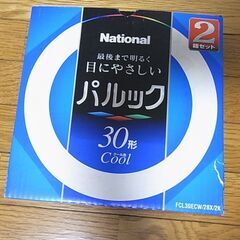 National
2
種セット
最後まで明るく
目にやさしい
パルック
30形
Cool
FCL30ECW/28X/2K